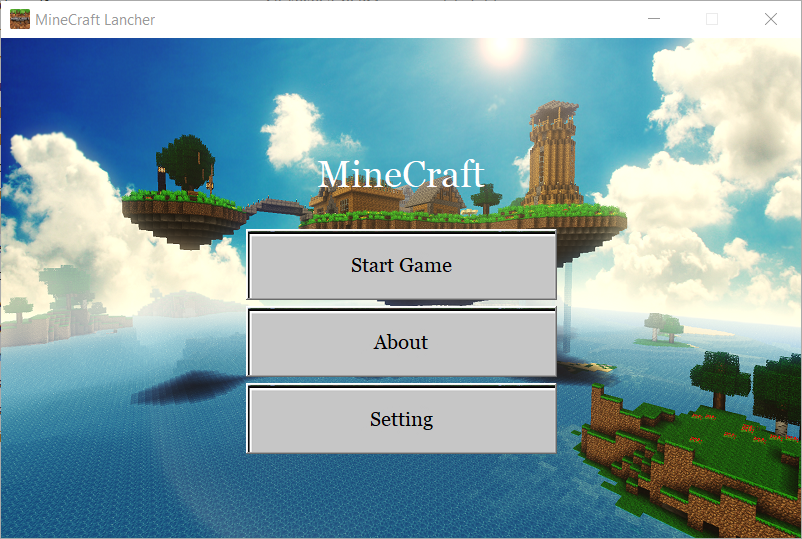 MineCraft Lancher
MineCraft
Start Game
About
Setting